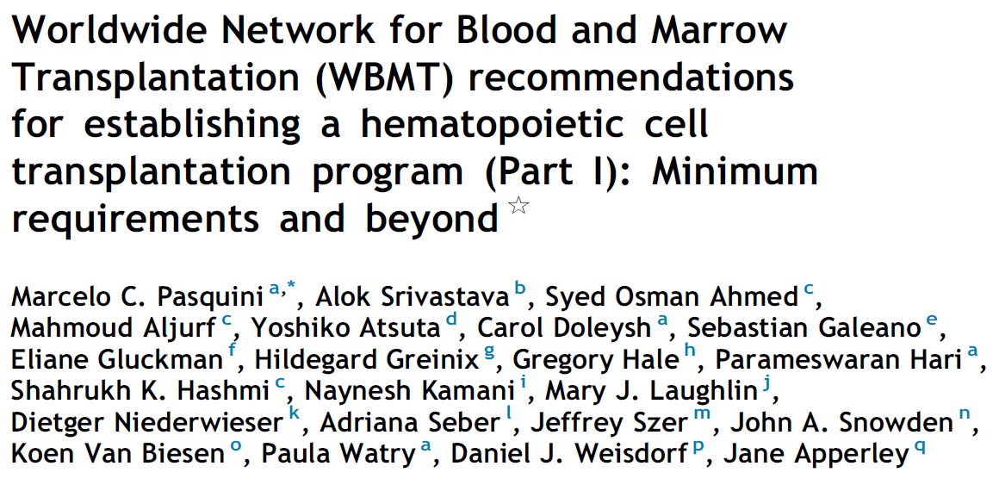 Worldwide Network for Blood and Marrow
Transplantation (WBMT) recommendations
for establishing a hematopoietic cell
transplantation program (Part I): Minimum
requirements and beyond ☆
Marcelo C. Pasquini a,*, Alok Srivastava b, Syed Osman Ahmed c,
Mahmoud Aljurf c, Yoshiko Atsuta d, Carol Doleysh a, Sebastian Galeano e,
Eliane Gluckman f, Hildegard Greinix g, Gregory Hale h, Parameswaran Hari a,
Shahrukh K. Hashmi c, Naynesh Kamani i, Mary J. Laughlin j,
Dietger Niederwieser k, Adriana Seber l, Jeffrey Szer m, John A. Snowden n,
Koen Van Biesen o, Paula Watry a, Daniel J. Weisdorf p, Jane Apperley q